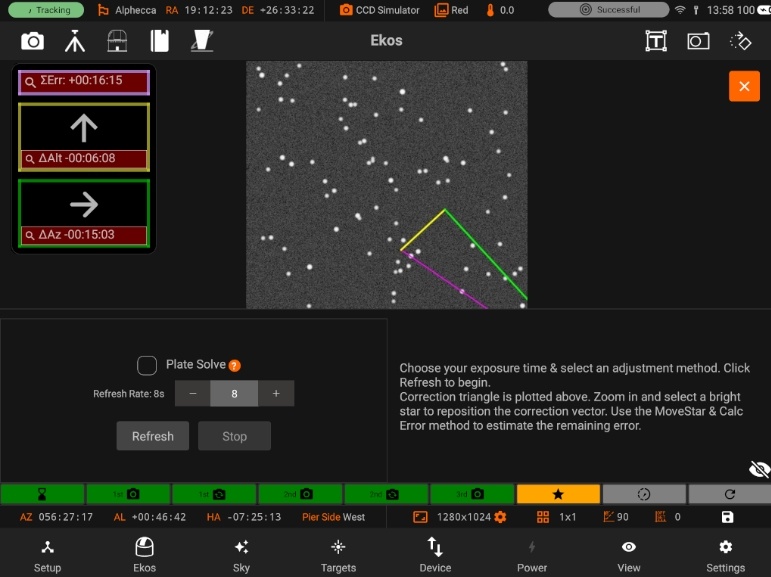 Tracking
Alphecca RA 19:12:23 DE +26:33:22
CCD Simulator
Red
0.0
Successful
13:58 100
Ekos
ΣErr: +00:16:15
ΔAlt -00:06:08
ΔAz -00:15:03
Plate Solve ?
Refresh Rate: 8s
− 8 +
Refresh Stop
Choose your exposure time & select an adjustment method. Click
Refresh to begin.
Correction triangle is plotted above. Zoom in and select a bright
star to reposition the correction vector. Use the MoveStar & Calc
Error method to estimate the remaining error.
1st 1st 2nd 2nd 3rd
AZ 056:27:17 AL +00:46:42 HA -07:25:13 Pier Side West
1280x1024 1x1 90 0
Setup Ekos Sky Targets Device Power View Settings